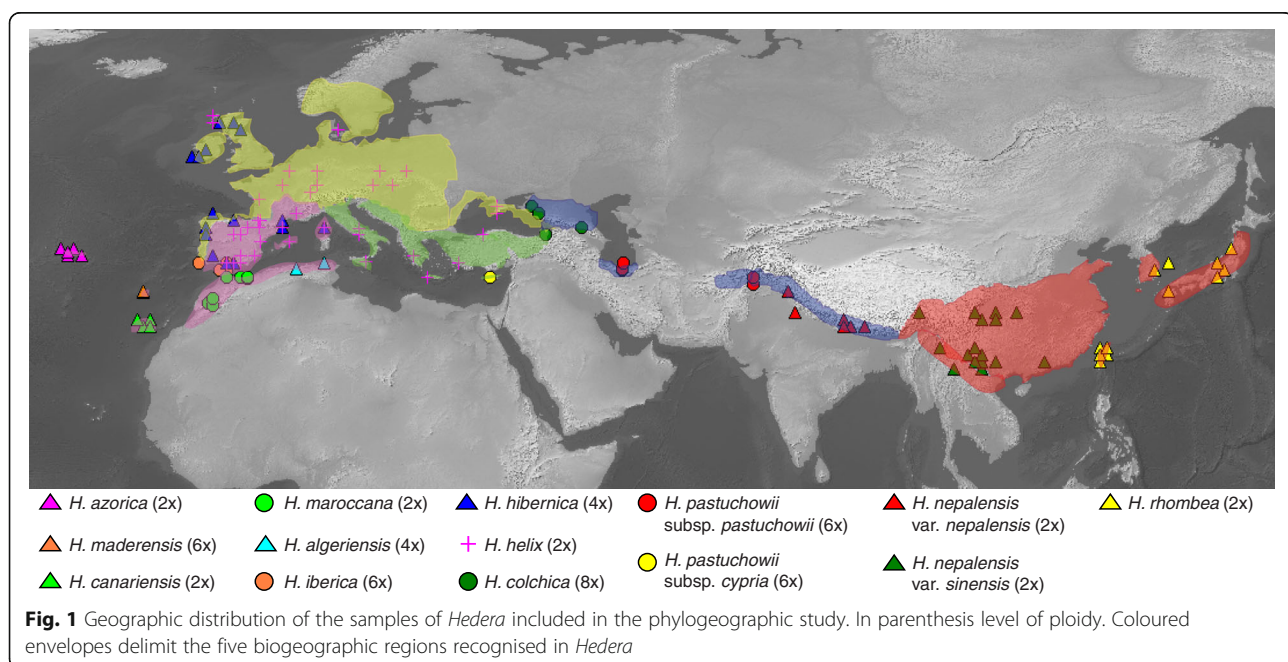 H. azorica (2x)
H. maroccana (2x)
H. hibernica (4x)
H. pastuchowii
subsp. pastuchowii (6x)
H. nepalensis
var. nepalensis (2x)
H. rhombea (2x)
H. maderensis (6x)
H. algeriensis (4x)
H. helix (2x)
H. pastuchowii
subsp. cypria (6x)
H. nepalensis
var. sinensis (2x)
H. canariensis (2x)
H. iberica (6x)
H. colchica (8x)
Fig. 1 Geographic distribution of the samples of Hedera included in the phylogeographic study. In parenthesis level of ploidy. Coloured
envelopes delimit the five biogeographic regions recognised in Hedera